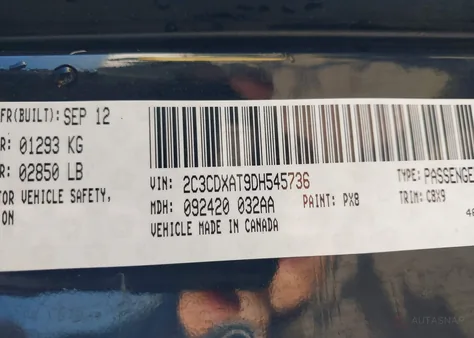 FR(BUILT): SEP 12
R: 01293 KG
R: 02850 LB
TOR VEHICLE SAFETY,
ON
VIN: 2C3CDXAT9DH545736
TYPE: PASSENGE
MDH: 092420 032AA
PAINT: PX8
TRIM: CBX9
VEHICLE MADE IN CANADA
AUTASNAP